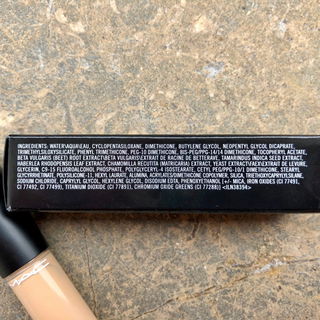 INGREDIENTS: WATER\AQUA\EAU, CYCLOPENTASILOXANE, DIMETHICONE, BUTYLENE GLYCOL, NEOPENTYL GLYCOL DICAPRATE,
TRIMETHYLSILOXYSILICATE, PHENYL TRIMETHICONE, PEG-10 DIMETHICONE, BIS-PEG/PPG-14/14 DIMETHICONE, TOCOPHERYL ACETATE,
BETA VULGARIS (BEET) ROOT EXTRACT\BETA VULGARIS\EXTRAIT DE RACINE DE BETTERAVE, TAMARINDUS INDICA SEED EXTRACT,
HABERLEA RHODOPENSIS LEAF EXTRACT, CHAMOMILLA RECUTITA (MATRICARIA) EXTRACT, YEAST EXTRACT\FAEX\EXTRAIT DE LEVURE,
GLYCERIN, C9-15 FLUOROALCOHOL PHOSPHATE, POLYGLYCERYL-4 ISOSTEARATE, CETYL PEG/PPG-10/1 DIMETHICONE, STEARYL
GLYCYRRHETINATE, POLYSILICONE-11, HEXYL LAURATE, ALUMINA, ACRYLATES/DIMETHICONE COPOLYMER, SILICA, TRIETHOXYCAPRYLYLSILANE,
SODIUM CHLORIDE, CAPRYLYL GLYCOL, HEXYLENE GLYCOL, DISODIUM EDTA, PHENOXYETHANOL [+/- MICA, IRON OXIDES (CI 77491,
CI 77492, CI 77499), TITANIUM DIOXIDE (CI 77891), CHROMIUM OXIDE GREENS (CI 77288)] <ILN38394>
MAC